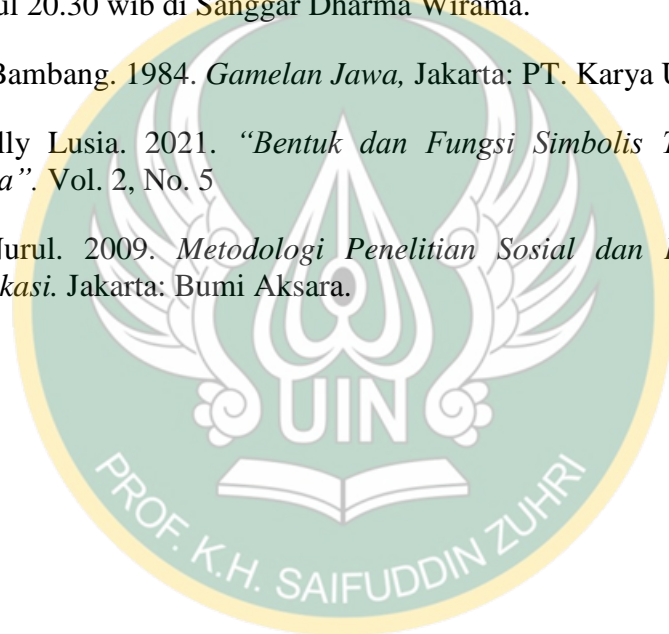 ul 20.30 wib di Sanggar Dharma Wirama.
Bambang. 1984. Gamelan Jawa, Jakarta: PT. Karya U
lly Lusia. 2021. “Bentuk dan Fungsi Simbolis T
a”. Vol. 2, No. 5
Nurul. 2009. Metodologi Penelitian Sosial dan
kasi. Jakarta: Bumi Aksara.
UIN
PROF. K.H. SAIFUDDIN ZUHRI